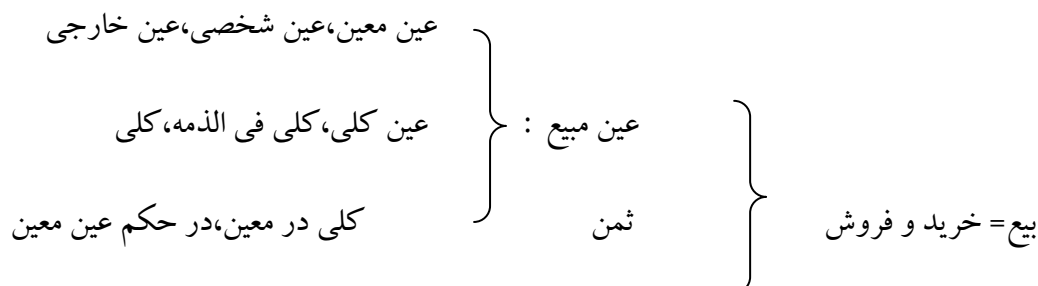 عین معین،عین شخصی،عین خارجی
عین مبیع : عین کلی،کلی فی الذمه،کلی
بیع= خرید و فروش ثمن کلی در معین،در حکم عین معین